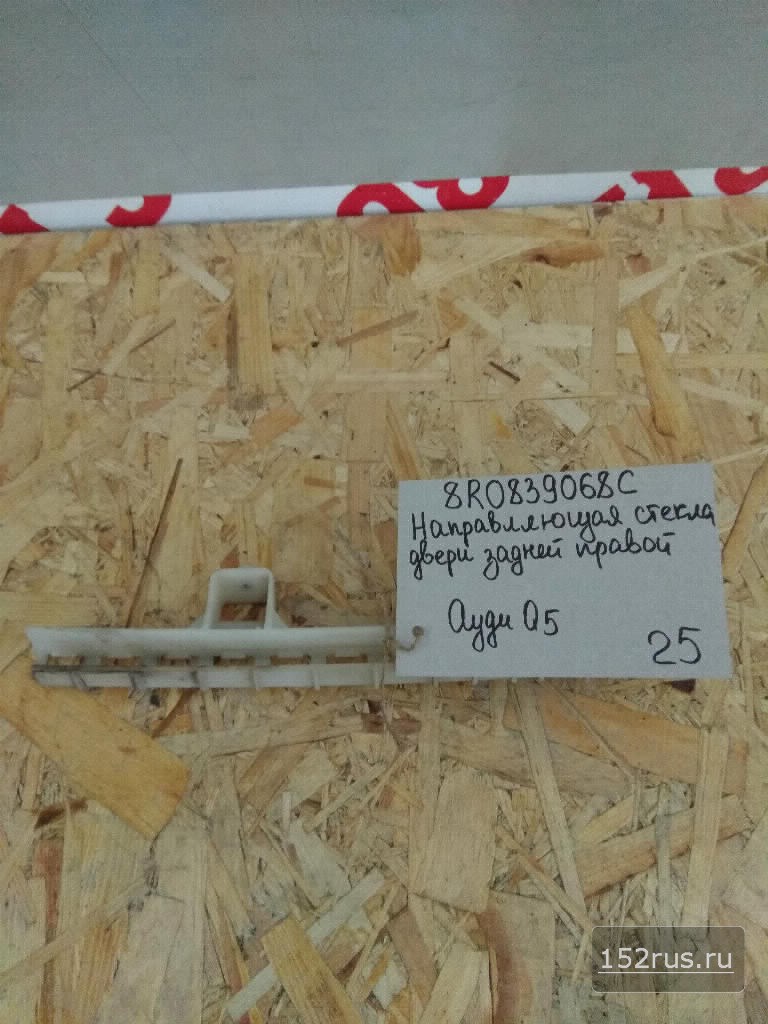 8R0839068C
Направляющая стекла
двери задней правой
Ауди Q5
25
152rus.ru